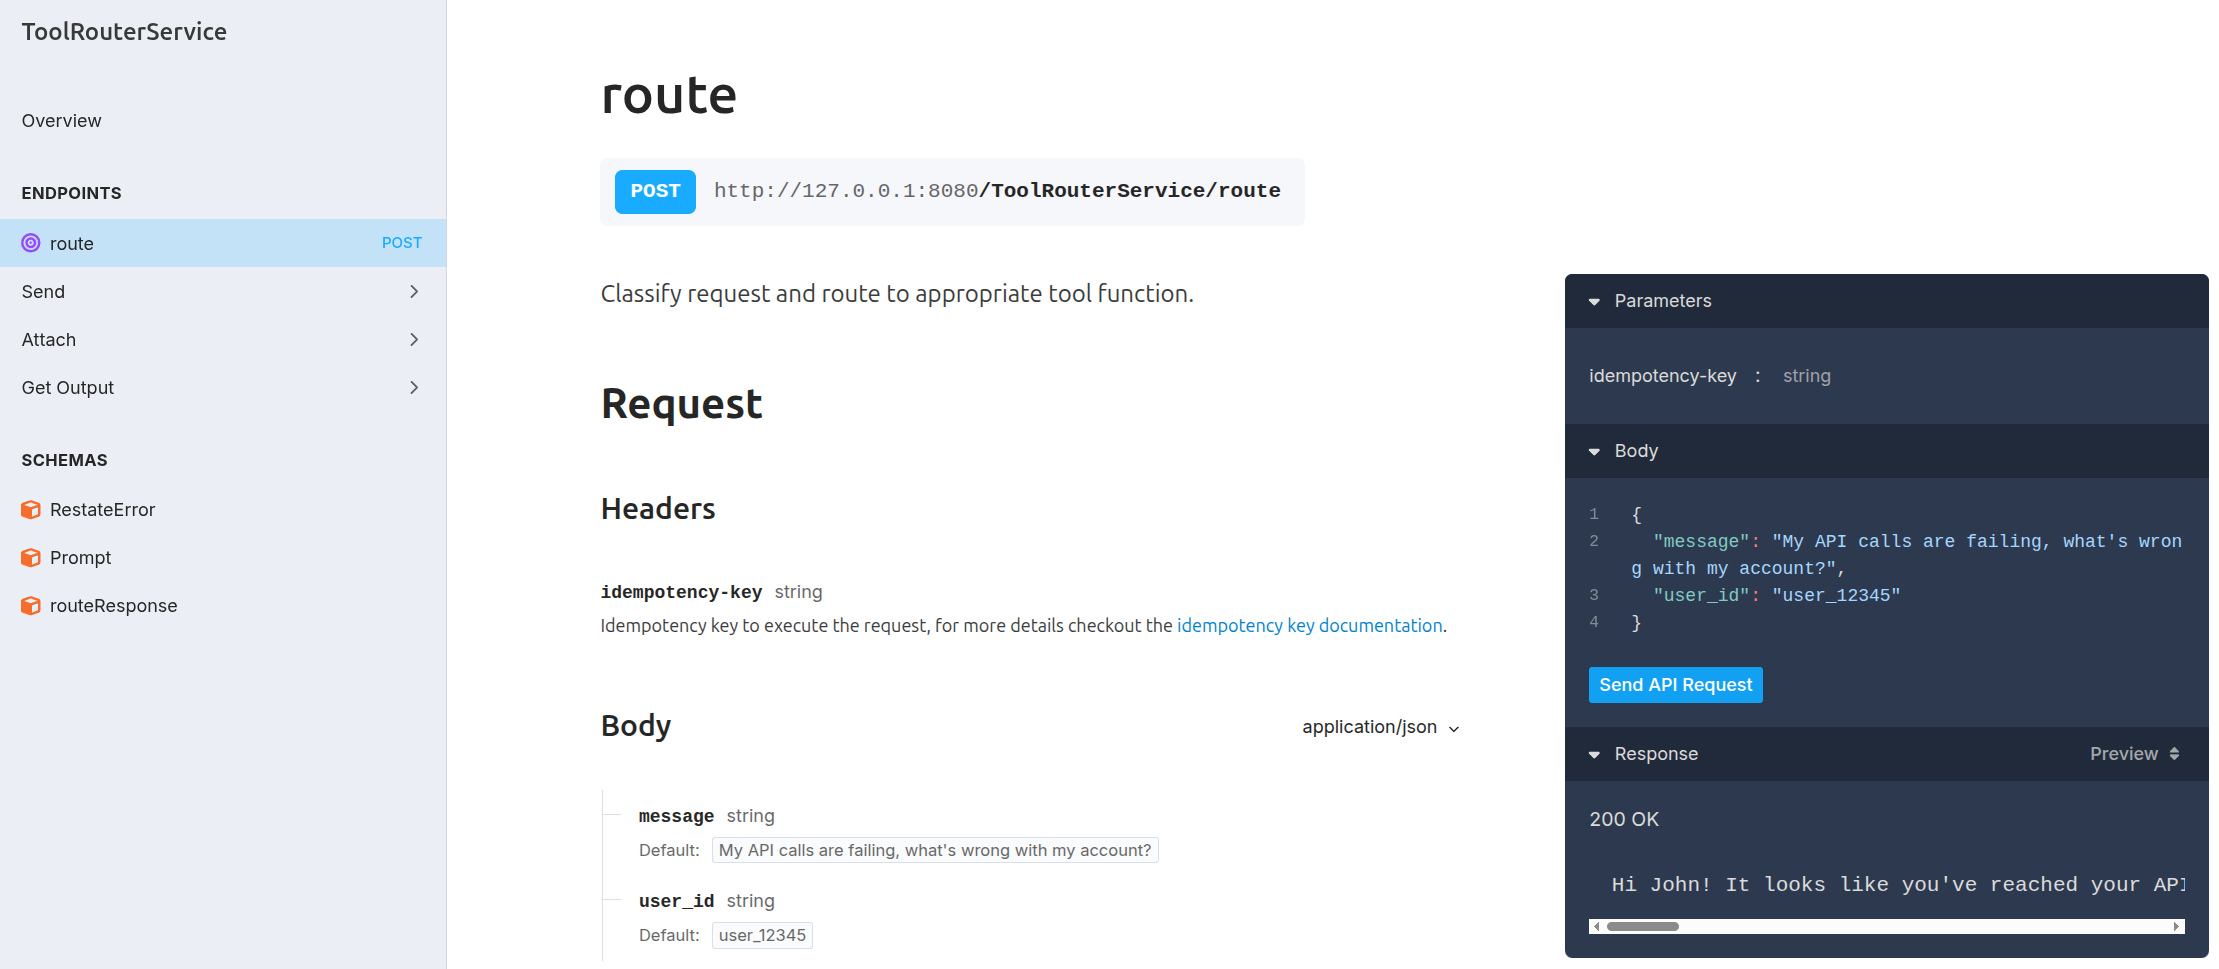 ToolRouterService
Overview
ENDPOINTS
route POST
Send
Attach
Get Output
SCHEMAS
RestateError
Prompt
routeResponse
route
POST http://127.0.0.1:8080/ToolRouterService/route
Classify request and route to appropriate tool function.
Request
Headers
idempotency-key string
Idempotency key to execute the request, for more details checkout the idempotency key documentation.
Body application/json
message string
Default: My API calls are failing, what's wrong with my account?
user_id string
Default: user_12345
Parameters
idempotency-key : string
Body
1 {
2 "message": "My API calls are failing, what's wron
g with my account?",
3 "user_id": "user_12345"
4 }
Send API Request
Response Preview
200 OK
Hi John! It looks like you've reached your API